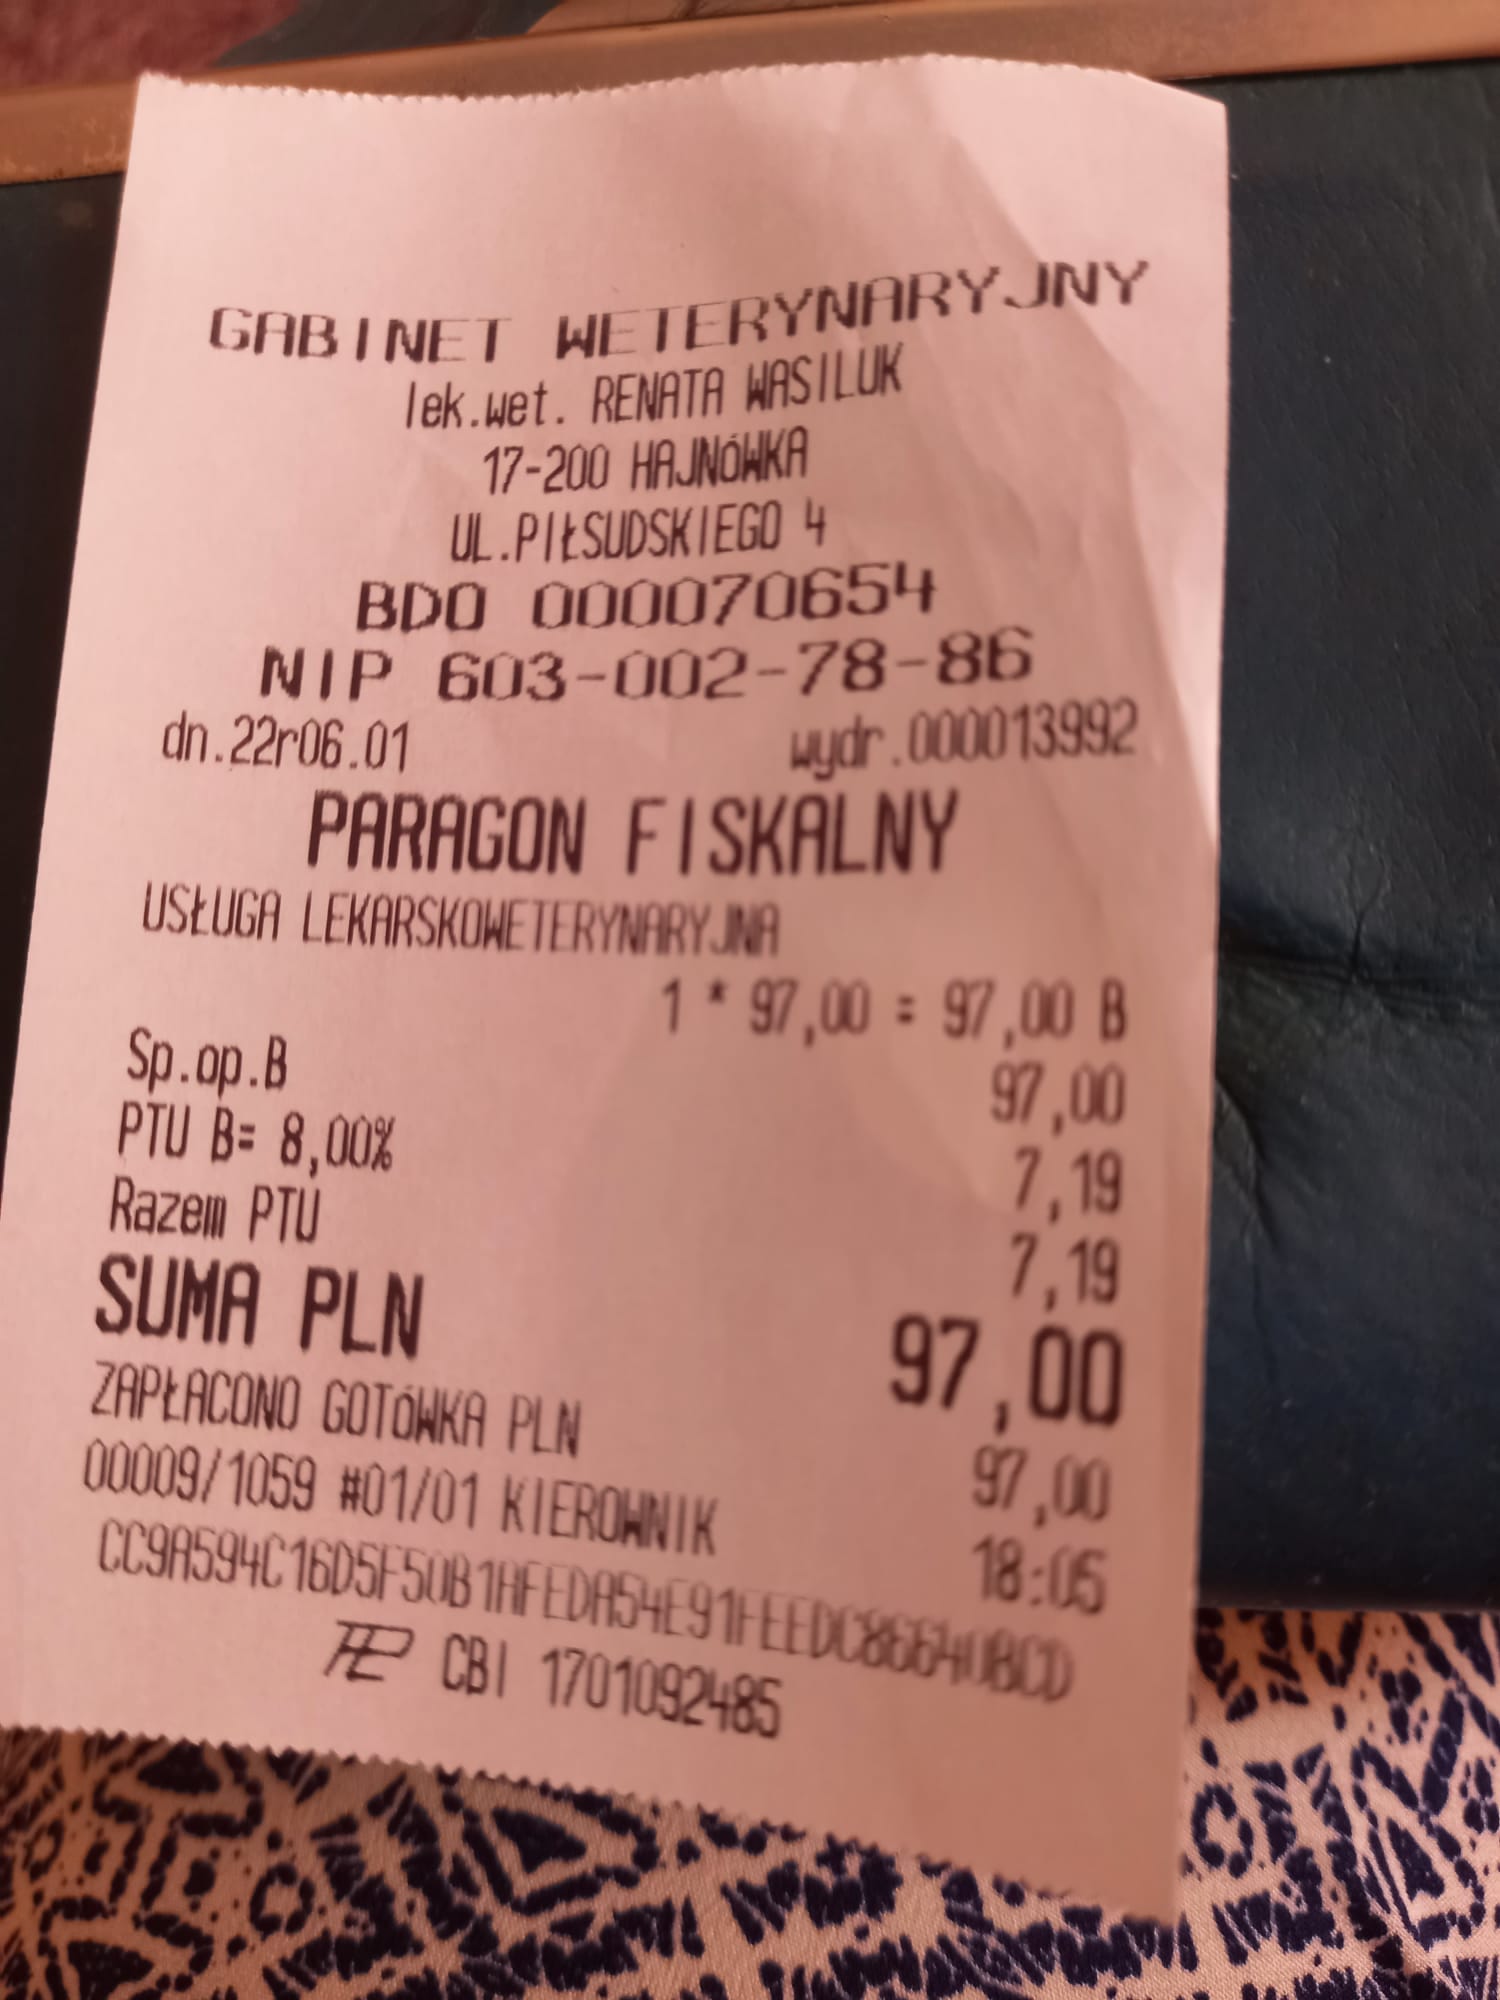 GABINET WETERYNARYJNY
lek.wet. RENATA WASILUK
17-200 HAJNÓWKA
UL.PIŁSUDSKIEGO 4
BDO 000070654
NIP 603-002-78-86
dn.22r06.01 wydr.000013992
PARAGON FISKALNY
USŁUGA LEKARSKOWETERYNARYJNA
1 * 97,00 = 97,00 B
Sp.op.B 97,00
PTU B= 8,00% 7,19
Razem PTU 7,19
SUMA PLN 97,00
ZAPŁACONO GOTÓWKA PLN 97,00
00009/1059 #01/01 KIEROWNIK 18:05
CBI 1701092485